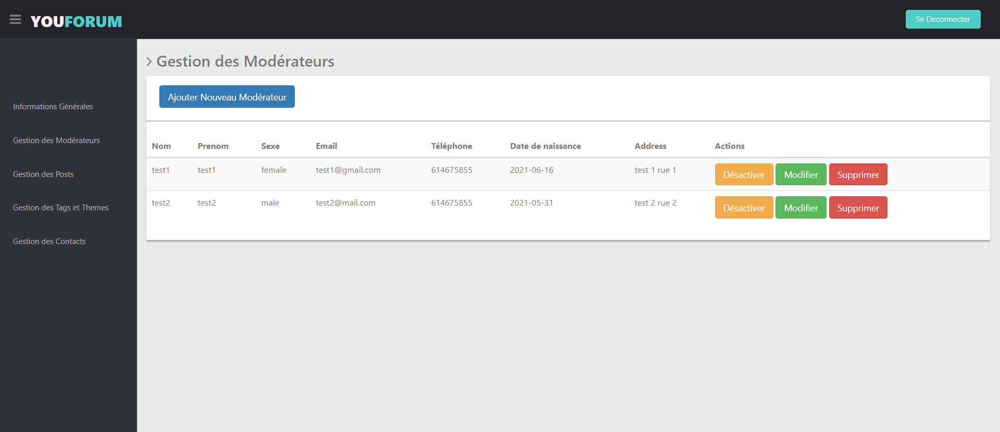 YOUFORUM
Se Deconnecter
Informations Générales
Gestion des Modérateurs
Gestion des Posts
Gestion des Tags et Themes
Gestion des Contacts
Gestion des Modérateurs
Ajouter Nouveau Modérateur
Nom Prenom Sexe Email Téléphone Date de naissance Address Actions
test1 test1 female test1@gmail.com 614675855 2021-06-16 test 1 rue 1 Désactiver Modifier Supprimer
test2 test2 male test2@mail.com 614675855 2021-05-31 test 2 rue 2 Désactiver Modifier Supprimer